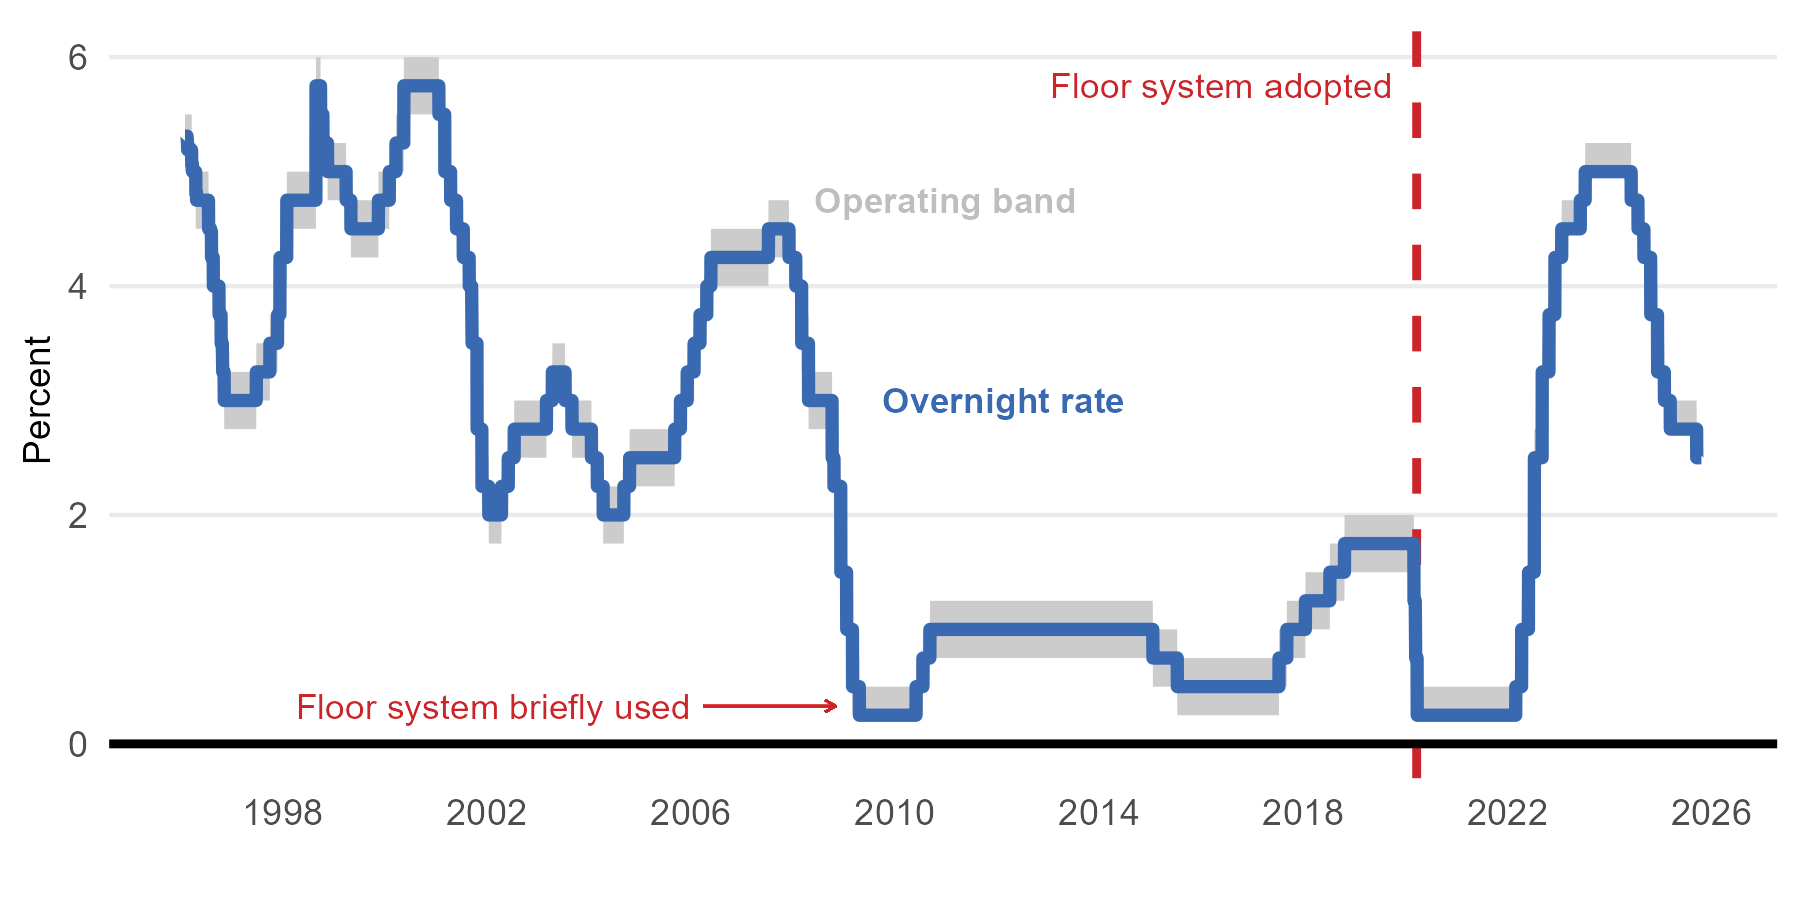 6
Floor system adopted
Operating band
4
Percent
Overnight rate
2
Floor system briefly used
0
1998 2002 2006 2010 2014 2018 2022 2026